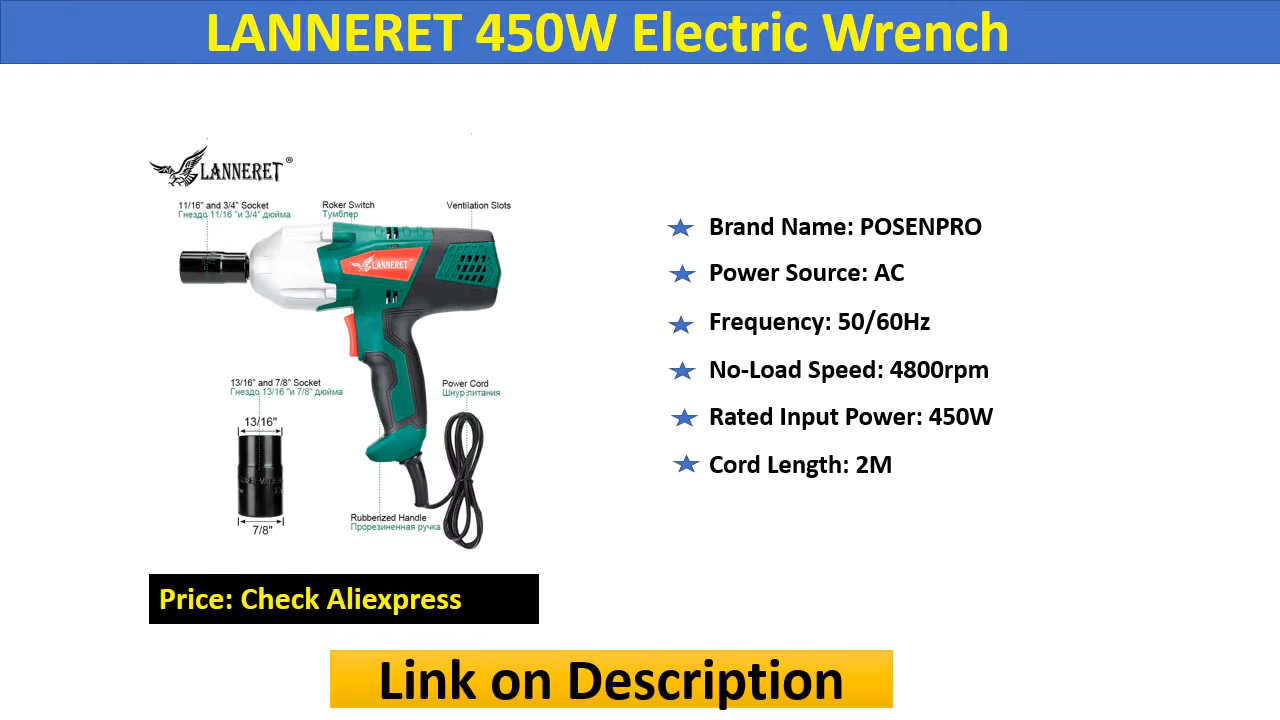 LANNERET 450W Electric Wrench
LANNERET®
11/16" and 3/4" Socket
Гнездо 11/16 "и 3/4" дюйма
Roker Switch
Тумблер
Ventilation Slots
LANNERET
13/16" and 7/8" Socket
Гнездо 13/16 "и 7/8" дюйма
13/16"
7/8"
Power Cord
Шнур питания
Rubberized Handle
Прорезиненная ручка
Brand Name: POSENPRO
Power Source: AC
Frequency: 50/60Hz
No-Load Speed: 4800rpm
Rated Input Power: 450W
Cord Length: 2M
Price: Check Aliexpress
Link on Description